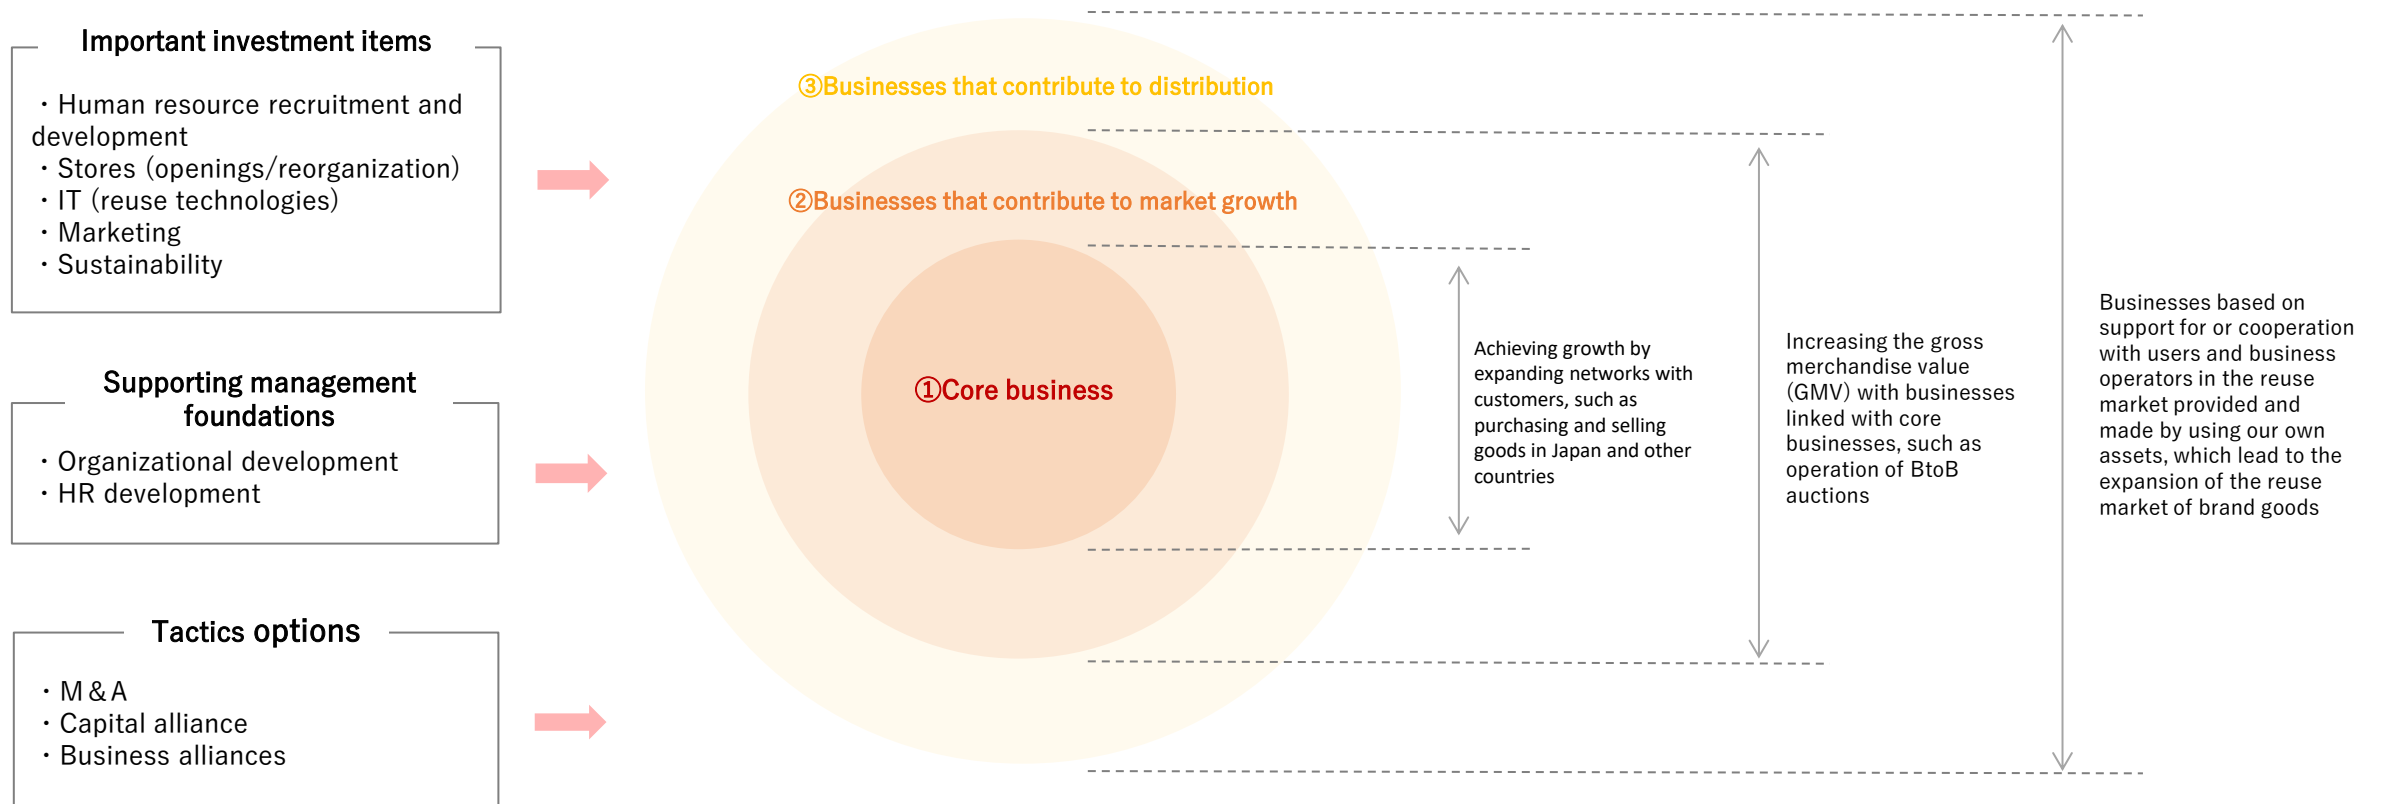 Important investment items
・Human resource recruitment and
development
・Stores (openings/reorganization)
・IT (reuse technologies)
・Marketing
・Sustainability
Supporting management
foundations
・Organizational development
・HR development
Tactics options
・M&A
・Capital alliance
・Business alliances
③Businesses that contribute to distribution
②Businesses that contribute to market growth
①Core business
Achieving growth by
expanding networks with
customers, such as
purchasing and selling
goods in Japan and other
countries
Increasing the gross
merchandise value
(GMV) with businesses
linked with core
businesses, such as
operation of BtoB
auctions
Businesses based on
support for or cooperation
with users and business
operators in the reuse
market provided and
made by using our own
assets, which lead to the
expansion of the reuse
market of brand goods